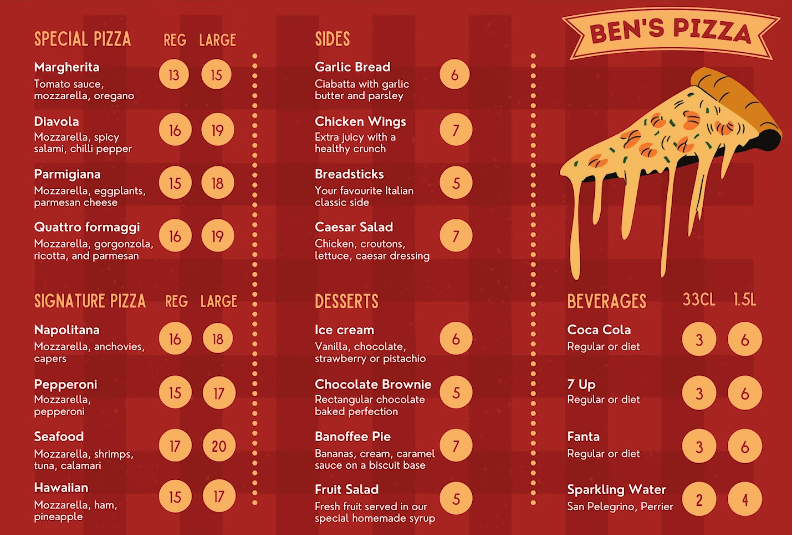 BEN'S PIZZA
SPECIAL PIZZA REG LARGE
Margherita 13 15
Tomato sauce,
mozzarella, oregano
Diavola 16 19
Mozzarella, spicy
salami, chilli pepper
Parmigiana 15 18
Mozzarella, eggplants,
parmesan cheese
Quattro formaggi 16 19
Mozzarella, gorgonzola,
ricotta, and parmesan
SIGNATURE PIZZA REG LARGE
Napolitana 16 18
Mozzarella, anchovies,
capers
Pepperoni 15 17
Mozzarella,
pepperoni
Seafood 17 20
Mozzarella, shrimps,
tuna, calamari
Hawaiian 15 17
Mozzarella, ham,
pineapple
SIDES
Garlic Bread 6
Ciabatta with garlic
butter and parsley
Chicken Wings 7
Extra juicy with a
healthy crunch
Breadsticks 5
Your favourite Italian
classic side
Caesar Salad 7
Chicken, croutons,
lettuce, caesar dressing
DESSERTS
Ice cream 6
Vanilla, chocolate,
strawberry or pistachio
Chocolate Brownie 5
Rectangular chocolate
baked perfection
Banoffee Pie 7
Bananas, cream, caramel
sauce on a biscuit base
Fruit Salad 5
Fresh fruit served in our
special homemade syrup
BEVERAGES 33CL 1.5L
Coca Cola 3 6
Regular or diet
7 Up 3 6
Regular or diet
Fanta 3 6
Regular or diet
Sparkling Water 2 4
San Pelegrino, Perrier